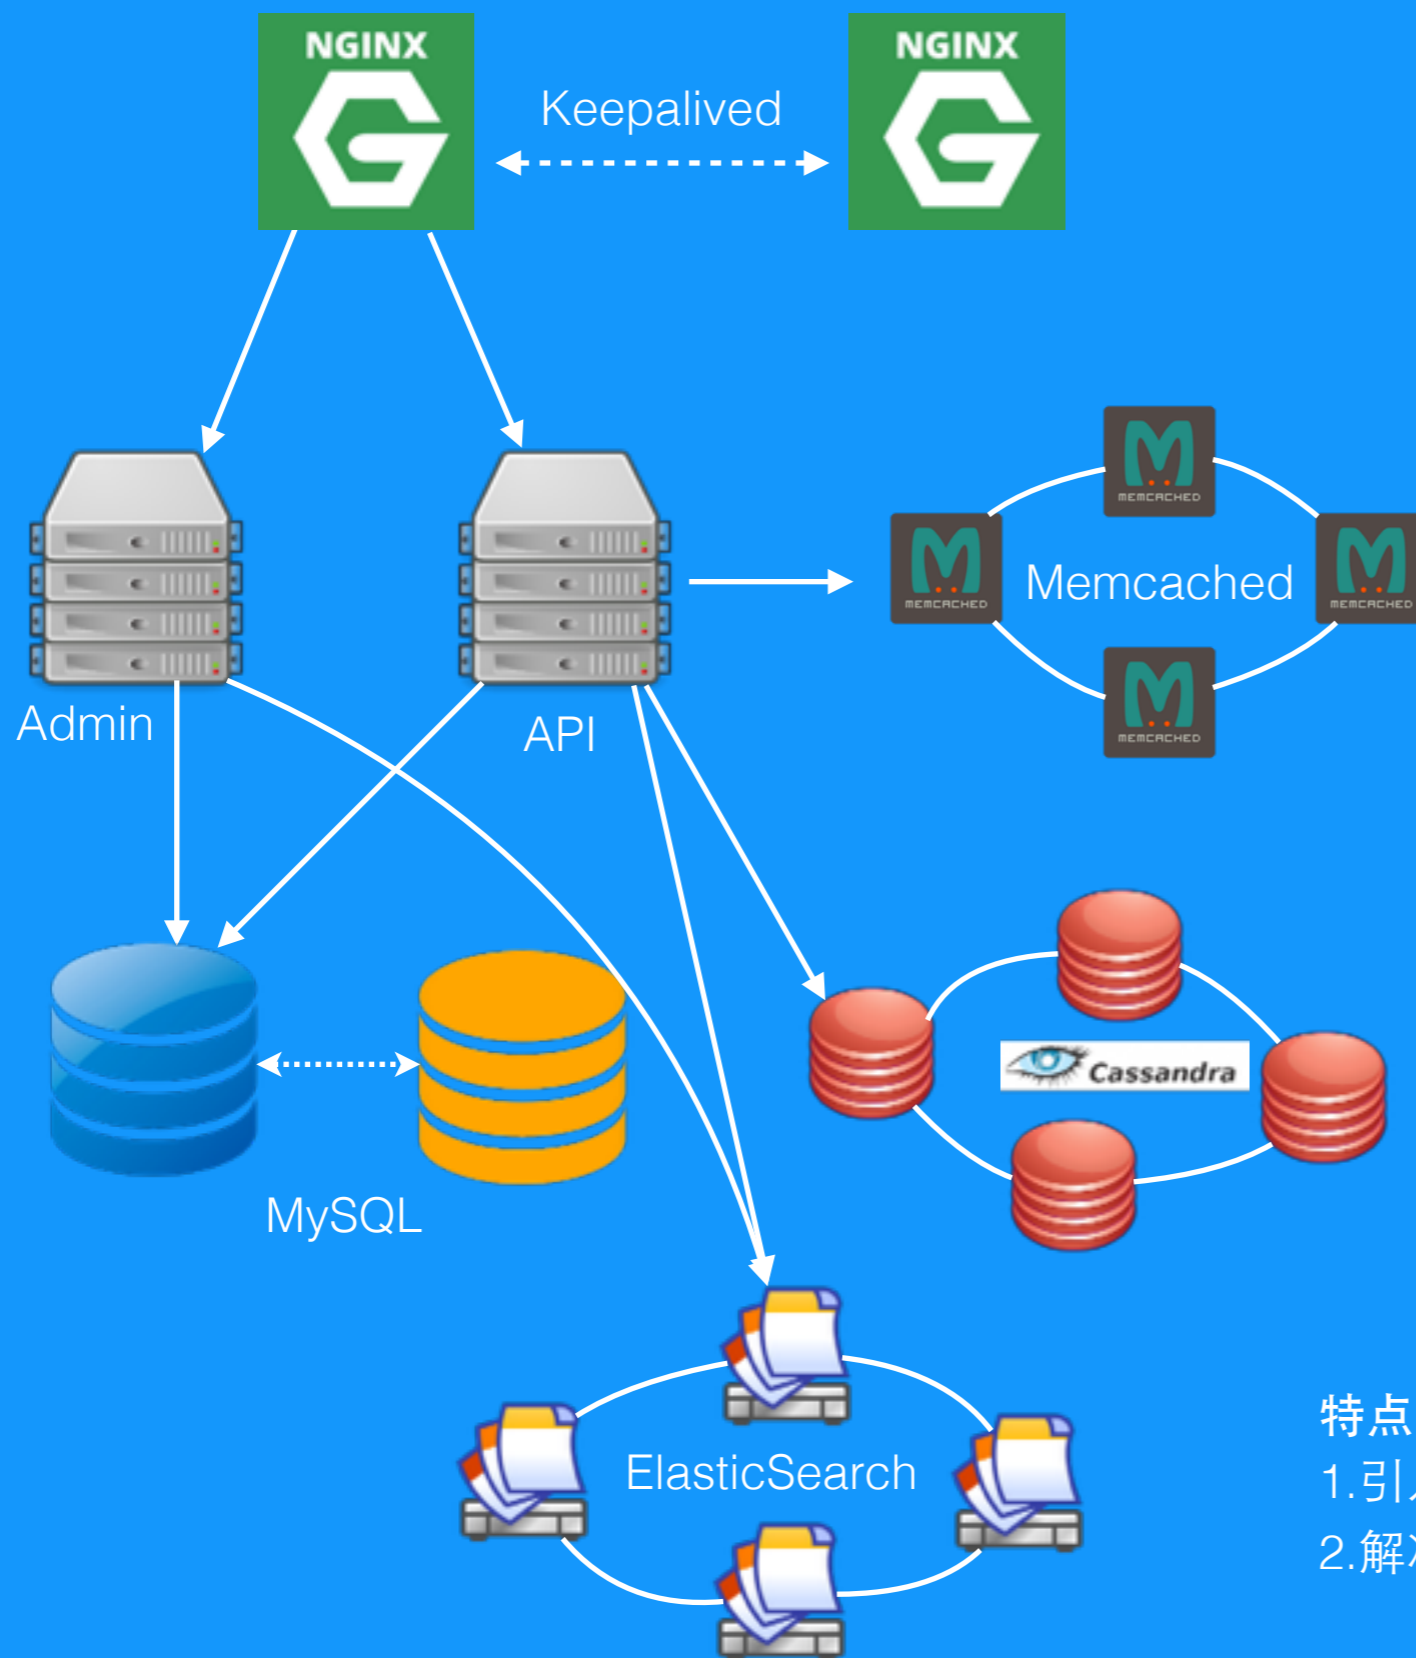 NGINX
NGINX
Keepalived
MEMCACHED
MEMCACHED
Memcached
MEMCACHED
MEMCACHED
Admin
API
Cassandra
MySQL
ElasticSearch
特点
1.引
2.解